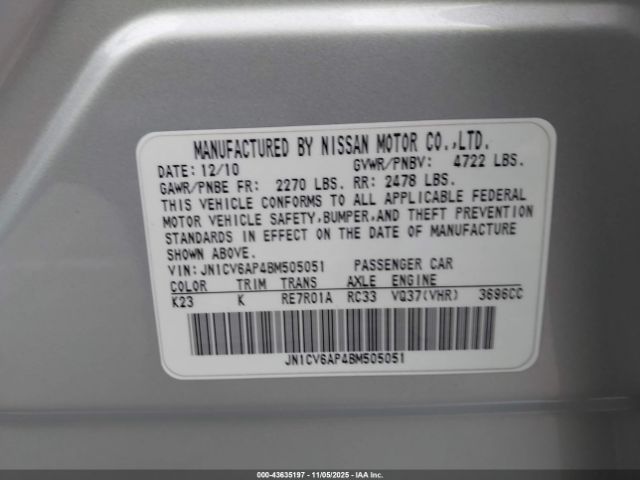 MANUFACTURED BY NISSAN MOTOR CO.,LTD.
DATE: 12/10 GVWR/PNBV: 4722 LBS.
GAWR/PNBE FR: 2270 LBS. RR: 2478 LBS.
THIS VEHICLE CONFORMS TO ALL APPLICABLE FEDERAL
MOTOR VEHICLE SAFETY,BUMPER,AND THEFT PREVENTION
STANDARDS IN EFFECT ON THE DATE OF MANUFACTURE
SHOWN ABOVE.
VIN: JN1CV6AP4BM505051 PASSENGER CAR
COLOR TRIM TRANS AXLE ENGINE
K23 K RE7R01A RC33 VQ37(VHR) 3696CC
JN1CV6AP4BM505051
000-43635197 - 11/05/2025 - IAA Inc.